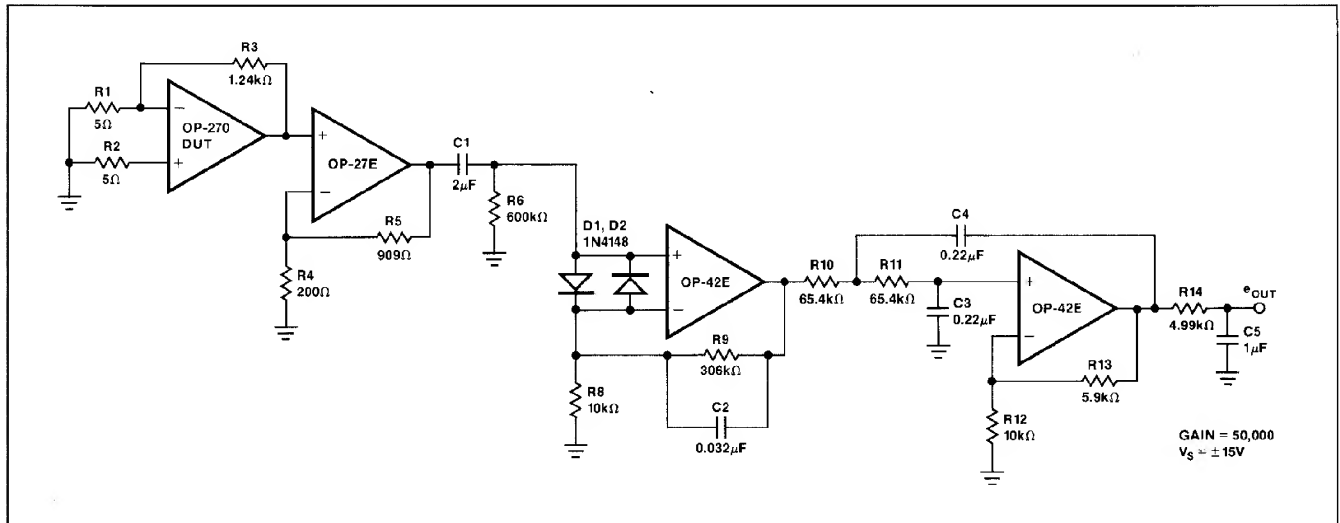 R1
5Ω
R2
5Ω
R3
1.24kΩ
−
OP-270
DUT
+
+
OP-27E
−
R4
200Ω
R5
909Ω
C1
2μF
R6
600kΩ
D1, D2
1N4148
+
OP-42E
−
R8
10kΩ
R9
306kΩ
C2
0.032μF
R10
65.4kΩ
R11
65.4kΩ
C4
0.22μF
C3
0.22μF
+
OP-42E
−
R12
10kΩ
R13
5.9kΩ
R14
4.99kΩ
eOUT
C5
1μF
GAIN = 50,000
VS = ±15V